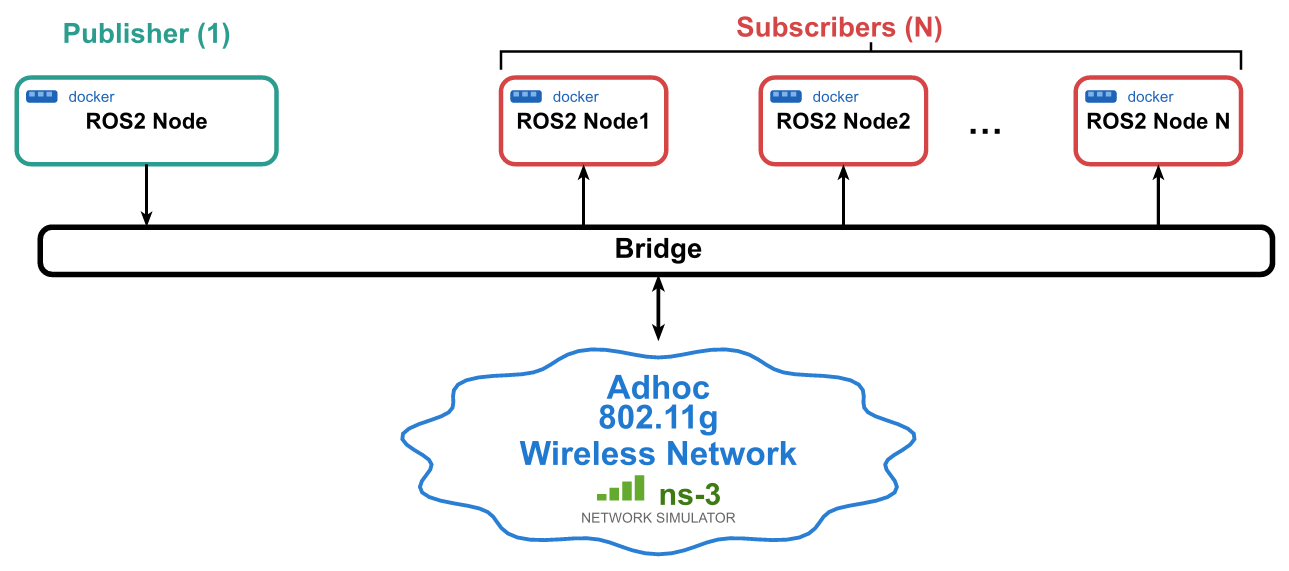 Publisher (1)
Subscribers (N)
docker
ROS2 Node
docker
ROS2 Node1
docker
ROS2 Node2
...
docker
ROS2 Node N
Bridge
Adhoc
802.11g
Wireless Network
ns-3
NETWORK SIMULATOR